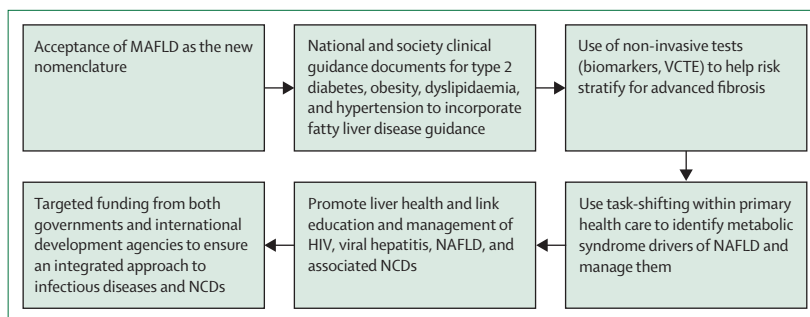 Acceptance of MAFLD as the new
nomenclature
National and society clinical
guidance documents for type 2
diabetes, obesity, dyslipidaemia,
and hypertension to incorporate
fatty liver disease guidance
Use of non-invasive tests
(biomarkers, VCTE) to help risk
stratify for advanced fibrosis
Use task-shifting within primary
health care to identify metabolic
syndrome drivers of NAFLD and
manage them
Promote liver health and link
education and management of
HIV, viral hepatitis, NAFLD, and
associated NCDs
Targeted funding from both
governments and international
development agencies to ensure
an integrated approach to
infectious diseases and NCDs